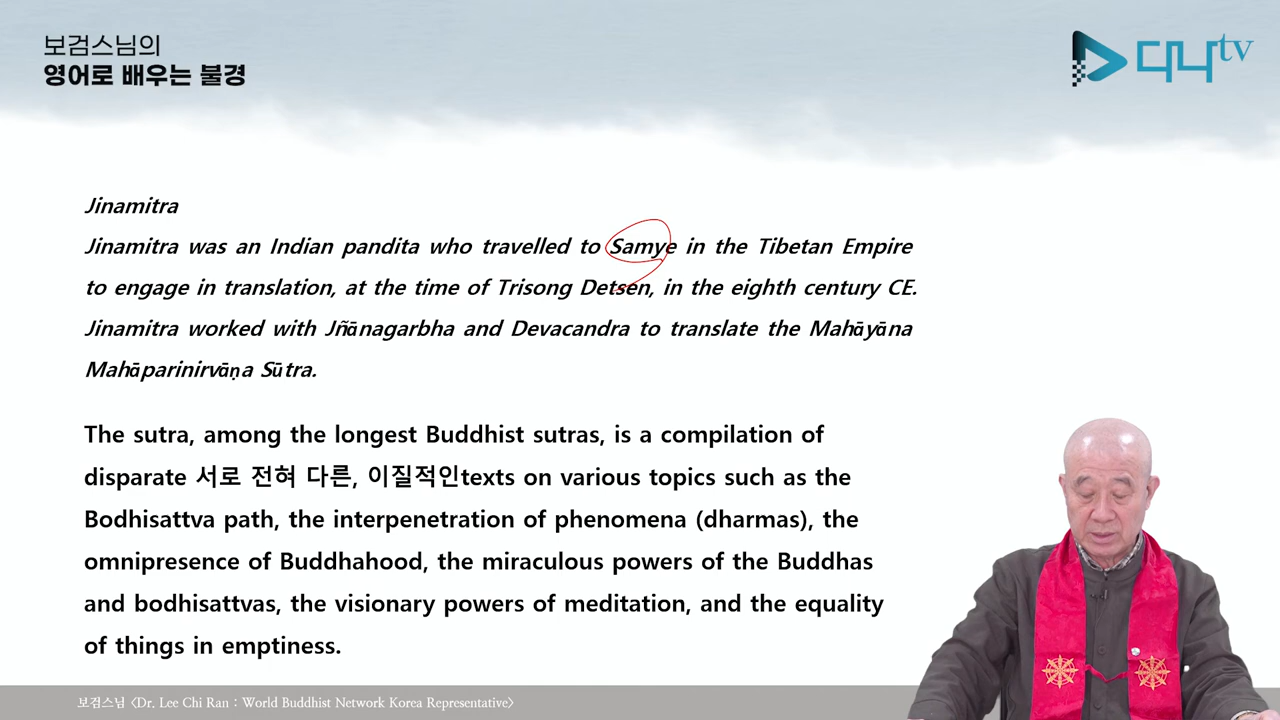 보검스님의
영어로 배우는 불경
다나tv
Jinamitra
Jinamitra was an Indian pandita who travelled to Samye in the Tibetan Empire
to engage in translation, at the time of Trisong Detsen, in the eighth century CE.
Jinamitra worked with Jñānagarbha and Devacandra to translate the Mahāyāna
Mahāparinirvāṇa Sūtra.
The sutra, among the longest Buddhist sutras, is a compilation of
disparate 서로 전혀 다른, 이질적인texts on various topics such as the
Bodhisattva path, the interpenetration of phenomena (dharmas), the
omnipresence of Buddhahood, the miraculous powers of the Buddhas
and bodhisattvas, the visionary powers of meditation, and the equality
of things in emptiness.
보검스님 <Dr. Lee Chi Ran : World Buddhist Network Korea Representative>